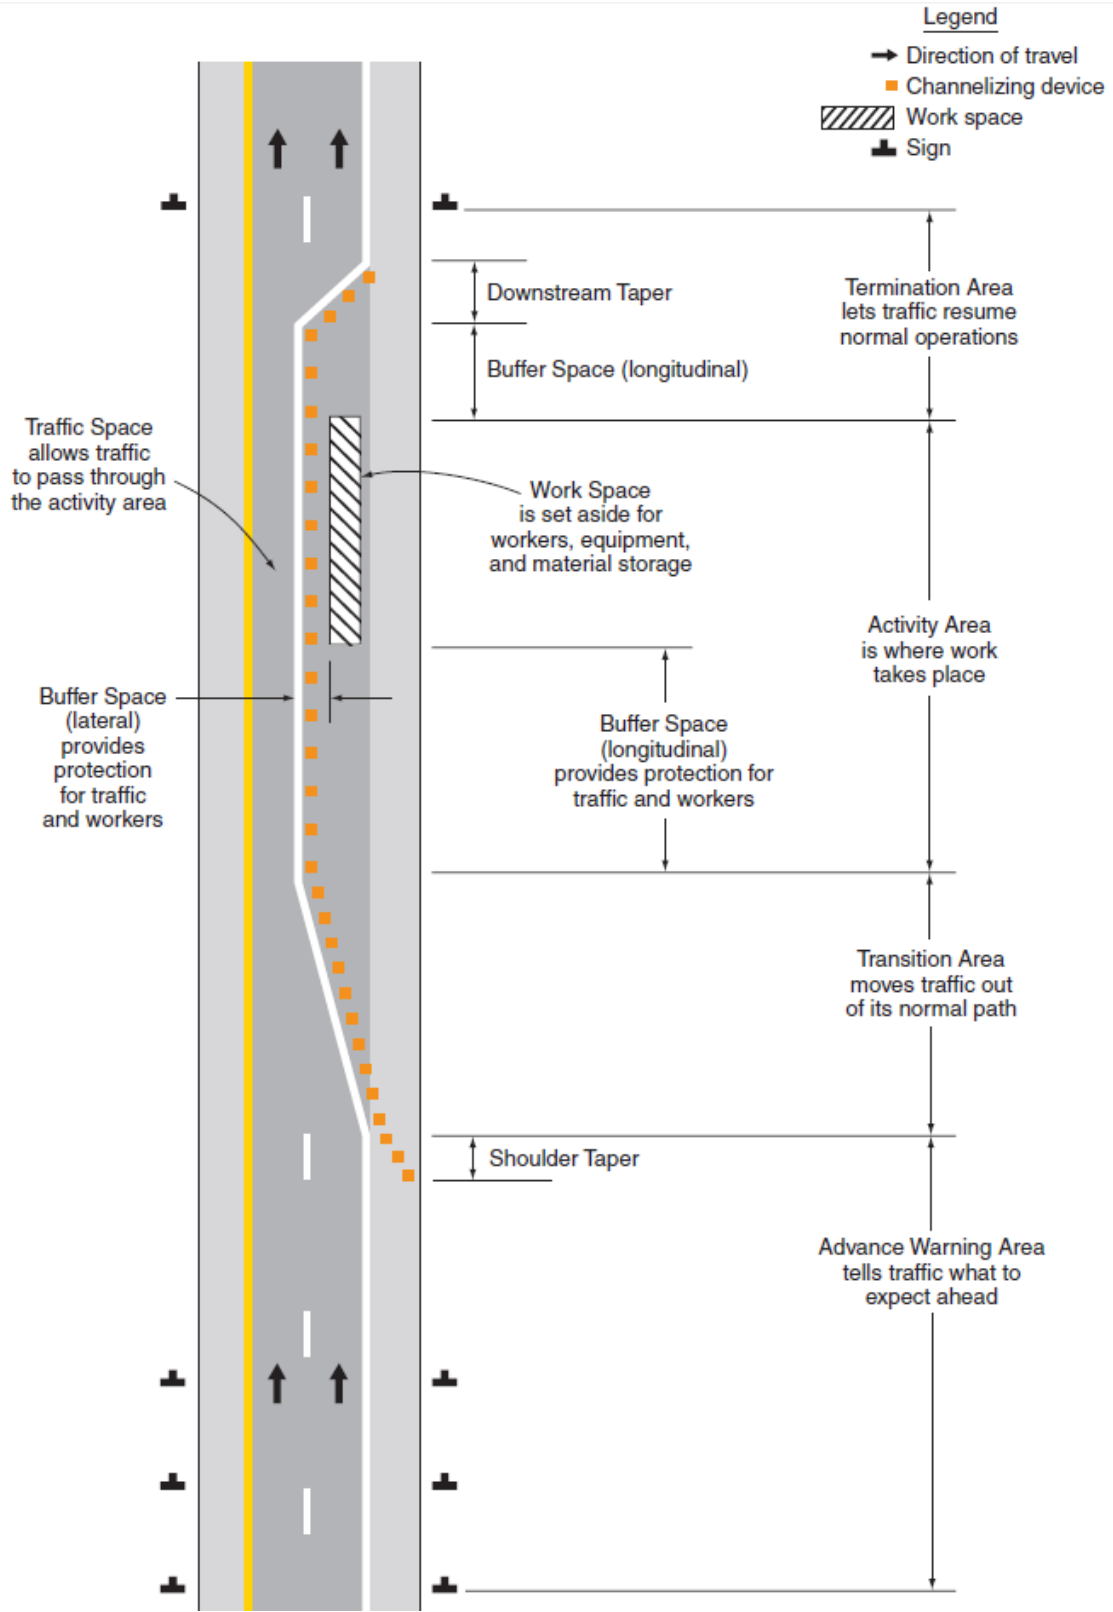 Legend
Direction of travel
Channelizing device
Work space
Sign
Downstream Taper
Buffer Space (longitudinal)
Termination Area
lets traffic resume
normal operations
Traffic Space
allows traffic
to pass through
the activity area
Work Space
is set aside for
workers, equipment,
and material storage
Activity Area
is where work
takes place
Buffer Space
(lateral)
provides
protection
for traffic
and workers
Buffer Space
(longitudinal)
provides protection for
traffic and workers
Transition Area
moves traffic out
of its normal path
Shoulder Taper
Advance Warning Area
tells traffic what to
expect ahead